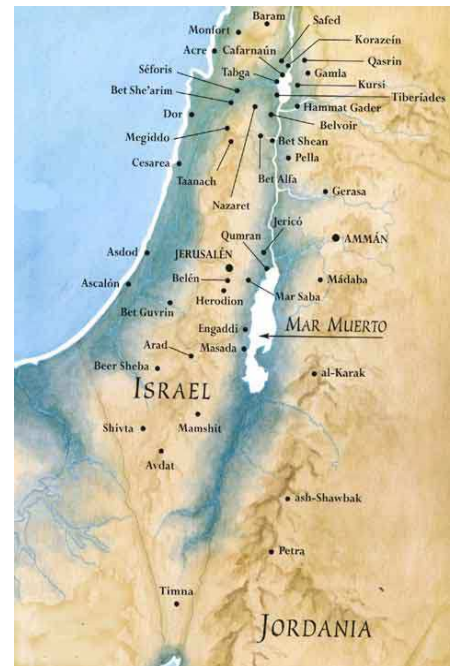 Baram
Safed
Monfort
Korazeín
Acre
Cafarnaún
Qasrin
Tabga
Gamla
Séforis
Kursi
Bet She'arim
Tiberíades
Dor
Hammat Gader
Belvoir
Megiddo
Bet Shean
Cesarea
Pella
Taanach
Bet Alfa
Gerasa
Nazaret
Jericó
Qumran
AMMÁN
Asdod
JERUSALÉN
Belén
Mádaba
Ascalón
Mar Saba
Herodion
Bet Guvrin
Engaddi
MAR MUERTO
Arad
Masada
Beer Sheba
al-Karak
ISRAEL
Shivta
Mamshit
Avdat
ash-Shawbak
Petra
Timna
JORDANIA